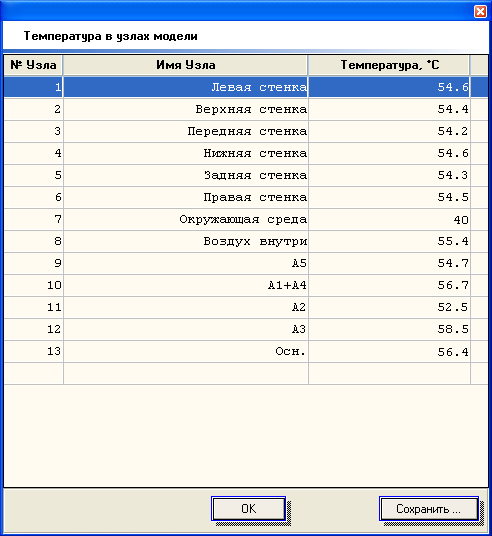 Температура в узлах модели
№ Узла Имя Узла Температура, °C
1 Левая стенка 54.6
2 Верхняя стенка 54.4
3 Передняя стенка 54.2
4 Нижняя стенка 54.6
5 Задняя стенка 54.3
6 Правая стенка 54.5
7 Окружающая среда 40
8 Воздух внутри 55.4
9 A5 54.7
10 A1+A4 56.7
11 A2 52.5
12 A3 58.5
13 Осн. 56.4
OK Сохранить ...